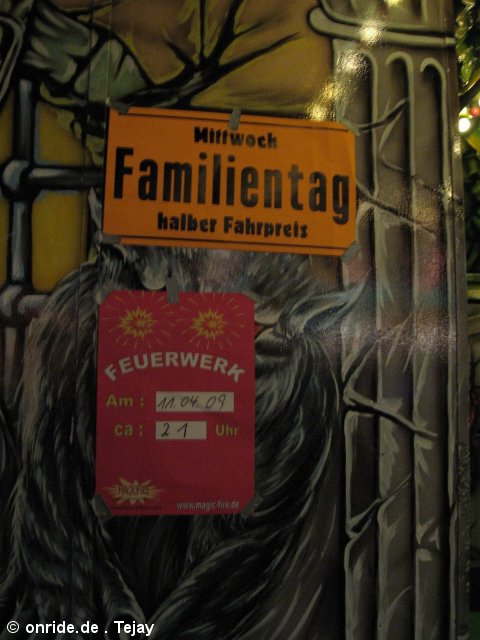 Mittwoch
Familientag
halber Fahrpreis
FEUERWERK
Am : 11.04.09
ca : 21 Uhr
www.magic-fire.de
© onride.de . Tejay